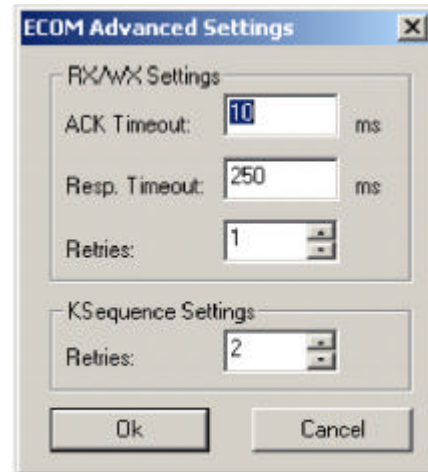 ECOM Advanced Settings
RX/WX Settings
ACK Timeout: 10 ms
Resp. Timeout: 250 ms
Retries: 1
KSequence Settings
Retries: 2
Ok Cancel